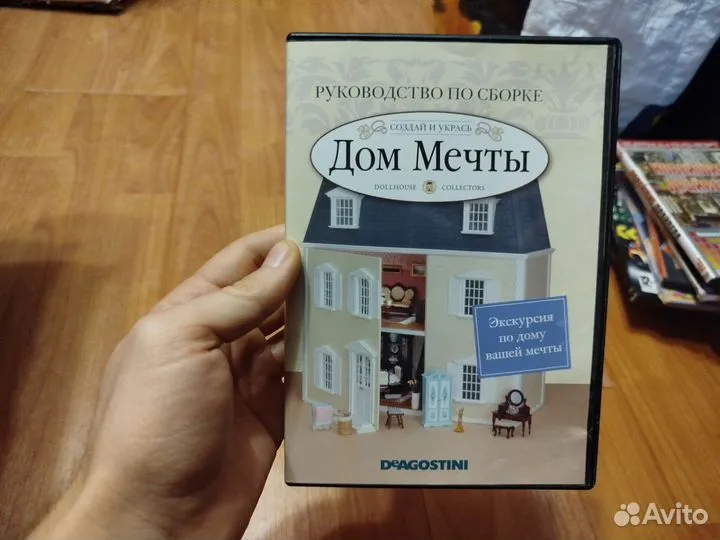 РУКОВОДСТВО ПО СБОРКЕ
СОЗДАЙ И УКРАСЬ
Дом Мечты
DOLLHOUSE COLLECTORS
Экскурсия
по дому
вашей мечты
DEAGOSTINI
Avito